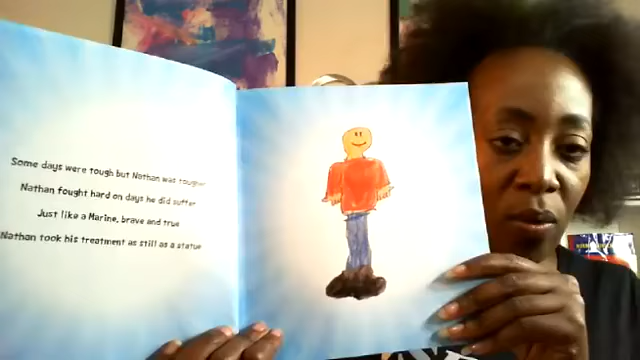 Some days were tough but Nathan was tougher
Nathan fought hard on days he did suffer
Just like a Marine, brave and true
Nathan took his treatment as still as a statue